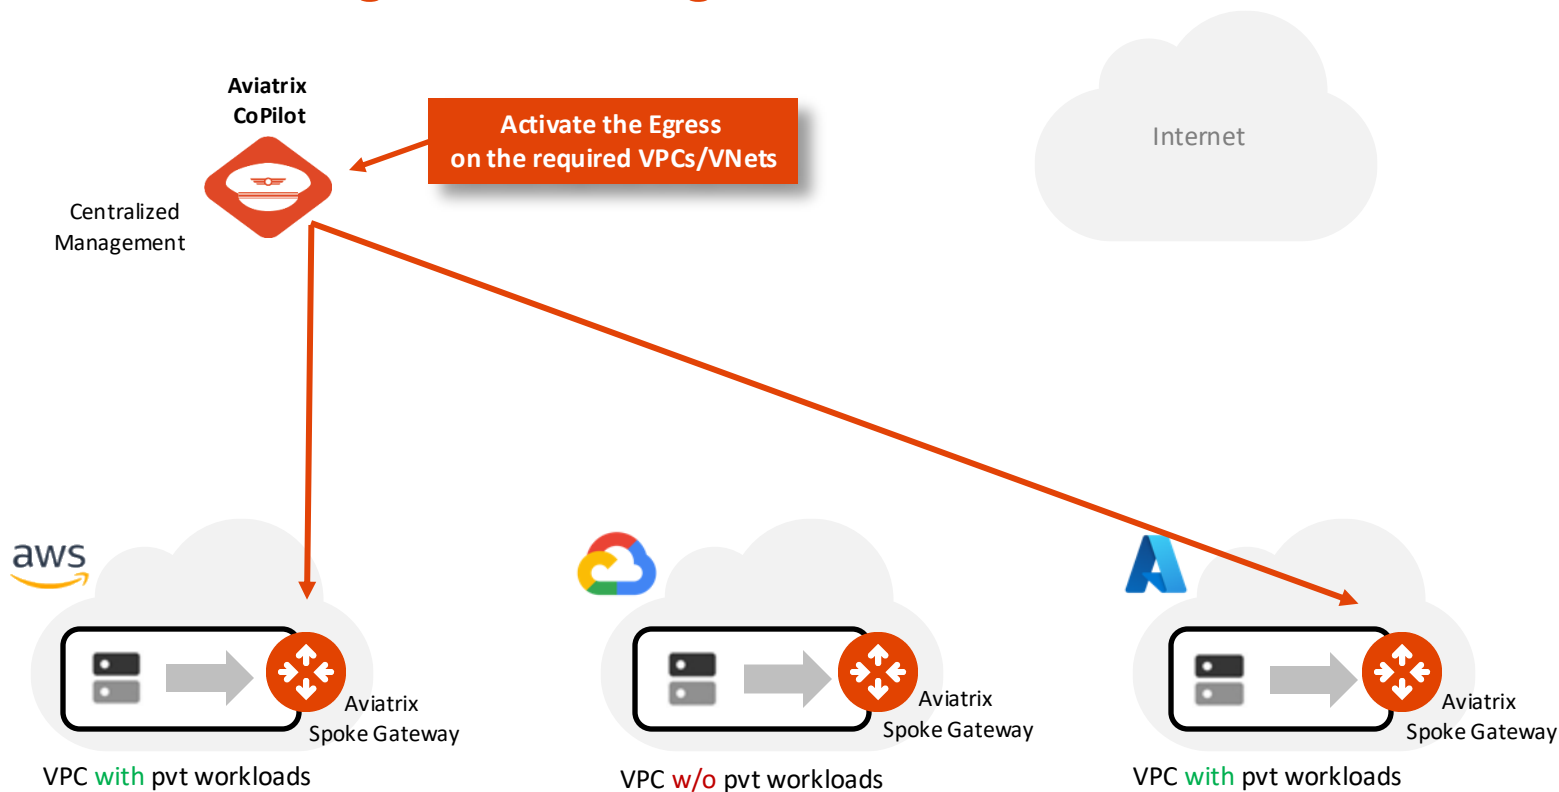 Aviatrix
CoPilot
Activate the Egress
on the required VPCs/VNets
Internet
Centralized
Management
aws
Aviatrix
Spoke Gateway
VPC with pvt workloads
Aviatrix
Spoke Gateway
VPC w/o pvt workloads
Aviatrix
Spoke Gateway
VPC with pvt workloads